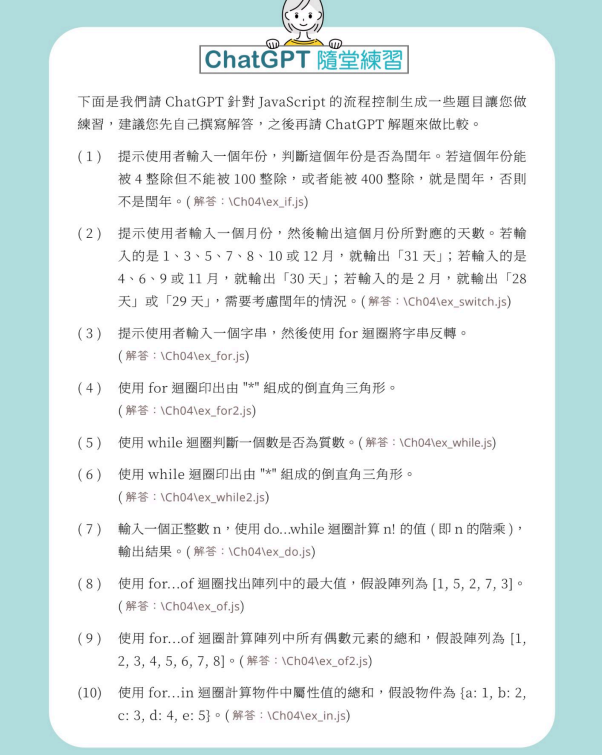 ChatGPT 隨堂練習
下面是我們請 ChatGPT 針對 JavaScript 的流程控制生成一些題目讓您做
練習，建議您先自己撰寫解答，之後再請 ChatGPT 解題來做比較。
( 1 ) 提示使用者輸入一個年份，判斷這個年份是否為閏年。若這個年份能
被 4 整除但不能被 100 整除，或者能被 400 整除，就是閏年，否則
不是閏年。( 解答：\Ch04\ex_if.js)
( 2 ) 提示使用者輸入一個月份，然後輸出這個月份所對應的天數。若輸
入的是 1、3、5、7、8、10 或 12 月，就輸出「31 天」；若輸入的是
4、6、9 或 11 月，就輸出「30 天」；若輸入的是 2 月，就輸出「28
天」或「29 天」，需要考慮閏年的情況。( 解答：\Ch04\ex_switch.js)
( 3 ) 提示使用者輸入一個字串，然後使用 for 迴圈將字串反轉。
( 解答：\Ch04\ex_for.js)
( 4 ) 使用 for 迴圈印出由 "*" 組成的倒直角三角形。
( 解答：\Ch04\ex_for2.js)
( 5 ) 使用 while 迴圈判斷一個數是否為質數。( 解答：\Ch04\ex_while.js)
( 6 ) 使用 while 迴圈印出由 "*" 組成的倒直角三角形。
( 解答：\Ch04\ex_while2.js)
( 7 ) 輸入一個正整數 n，使用 do...while 迴圈計算 n! 的值 ( 即 n 的階乘 )，
輸出結果。( 解答：\Ch04\ex_do.js)
( 8 ) 使用 for...of 迴圈找出陣列中的最大值，假設陣列為 [1, 5, 2, 7, 3]。
( 解答：\Ch04\ex_of.js)
( 9 ) 使用 for...of 迴圈計算陣列中所有偶數元素的總和，假設陣列為 [1,
2, 3, 4, 5, 6, 7, 8]。( 解答：\Ch04\ex_of2.js)
(10) 使用 for...in 迴圈計算物件中屬性值的總和，假設物件為 {a: 1, b: 2,
c: 3, d: 4, e: 5}。( 解答：\Ch04\ex_in.js)